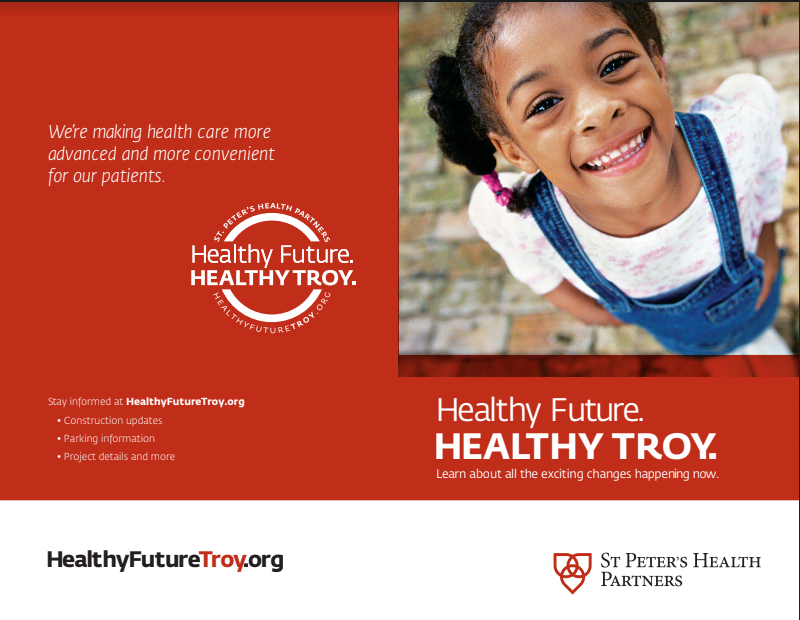 We're making health care more
advanced and more convenient
for our patients.
ST. PETER'S HEALTH PARTNERS
Healthy Future.
HEALTHY TROY.
HEALTHYFUTURETROY.ORG
Stay informed at HealthyFutureTroy.org
• Construction updates
• Parking information
• Project details and more
HealthyFutureTroy.org
Healthy Future.
HEALTHY TROY.
Learn about all the exciting changes happening now.
ST PETER'S HEALTH
PARTNERS